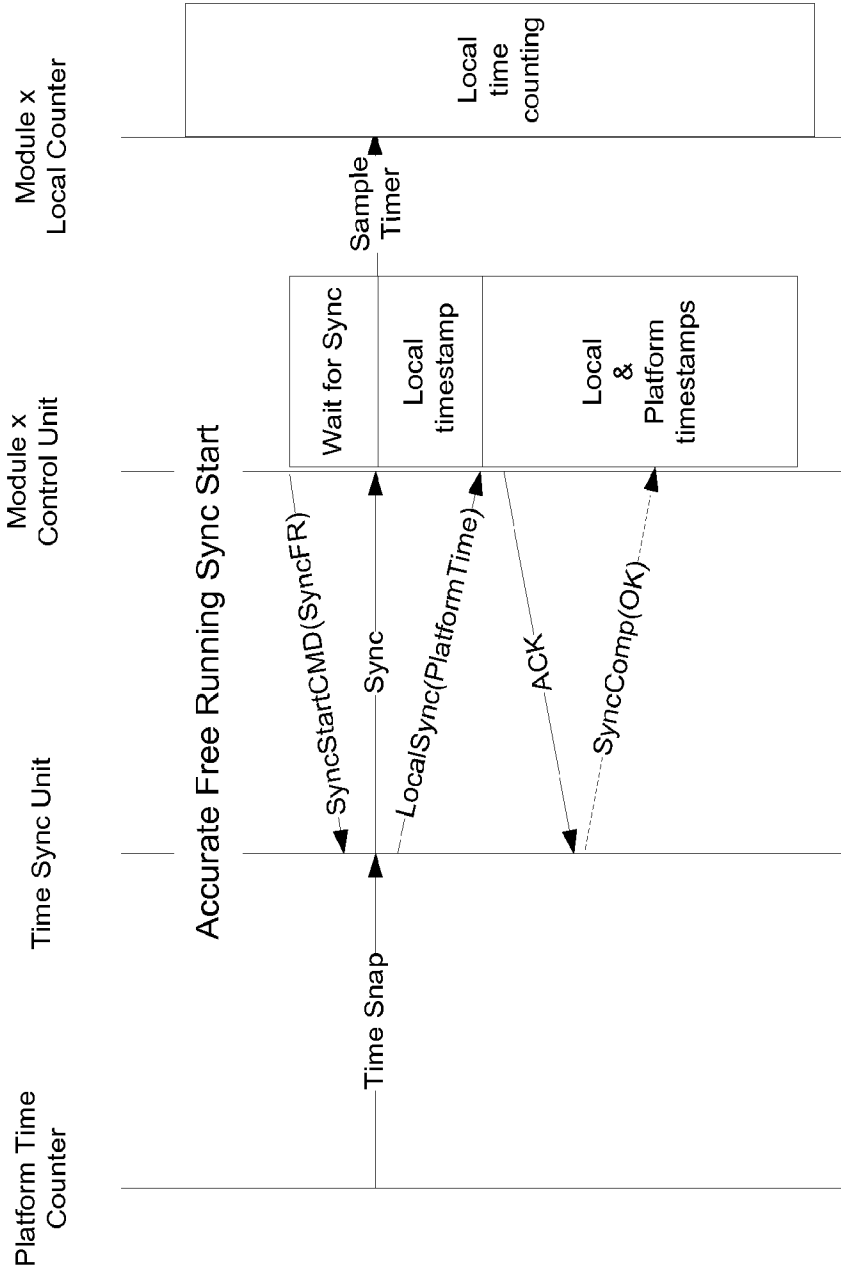 Platform Time
Counter
Time Sync Unit
Module x
Control Unit
Module x
Local Counter
Accurate Free Running Sync Start
SyncStartCMD(SyncFR)
Wait for Sync
Time Snap
Sync
Sample
Timer
LocalSync(PlatformTime)
Local
timestamp
Local
time
counting
ACK
SyncComp(OK)
Local
&
Platform
timestamps